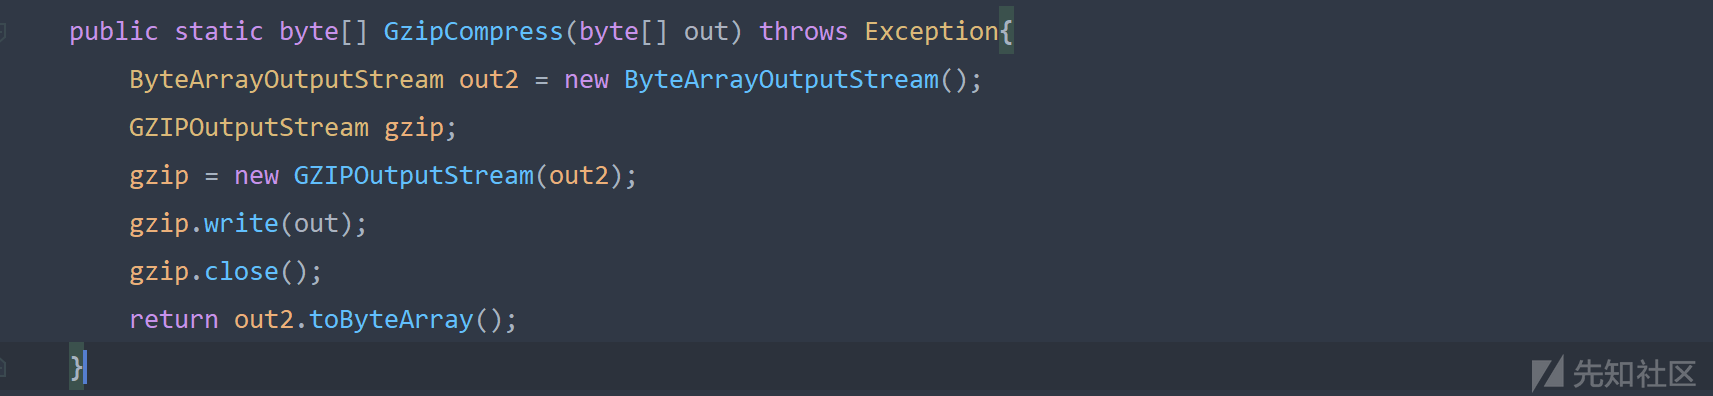 public static byte[] GzipCompress(byte[] out) throws Exception{
    ByteArrayOutputStream out2 = new ByteArrayOutputStream();
    GZIPOutputStream gzip;
    gzip = new GZIPOutputStream(out2);
    gzip.write(out);
    gzip.close();
    return out2.toByteArray();
}
先知社区